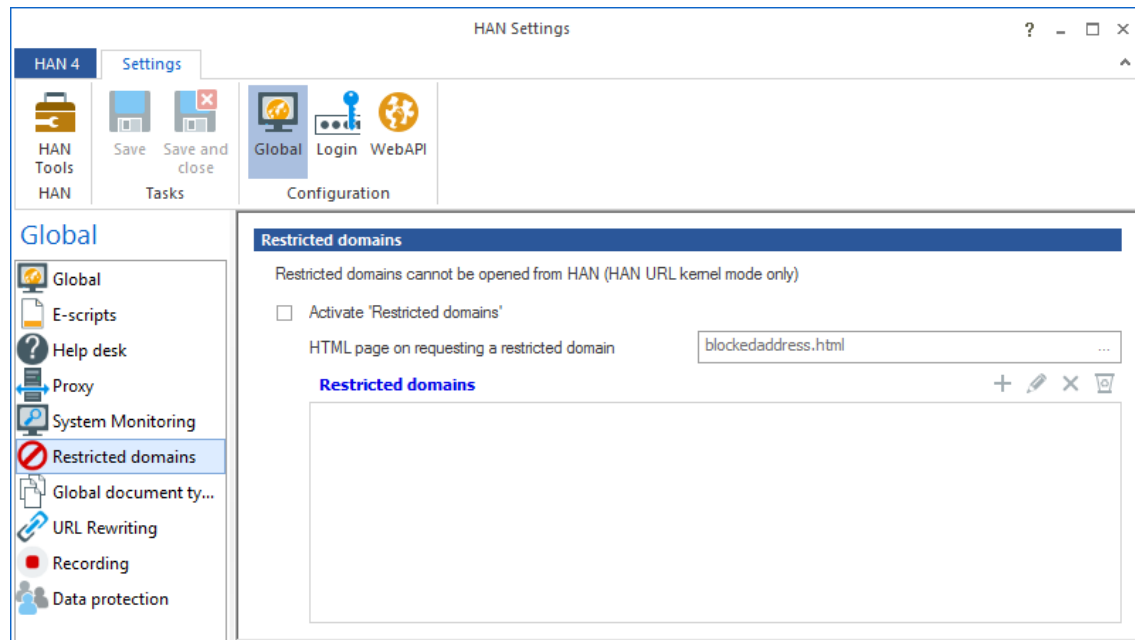 HAN Settings
?
HAN 4
Settings
HAN
Tools
Save
Save and
close
Global
Login
WebAPI
HAN
Tasks
Configuration
Global
Global
E-scripts
Help desk
Proxy
System Monitoring
Restricted domains
Global document ty...
URL Rewriting
Recording
Data protection
Restricted domains
Restricted domains cannot be opened from HAN (HAN URL kernel mode only)
Activate 'Restricted domains'
HTML page on requesting a restricted domain
blockedaddress.html
...
Restricted domains